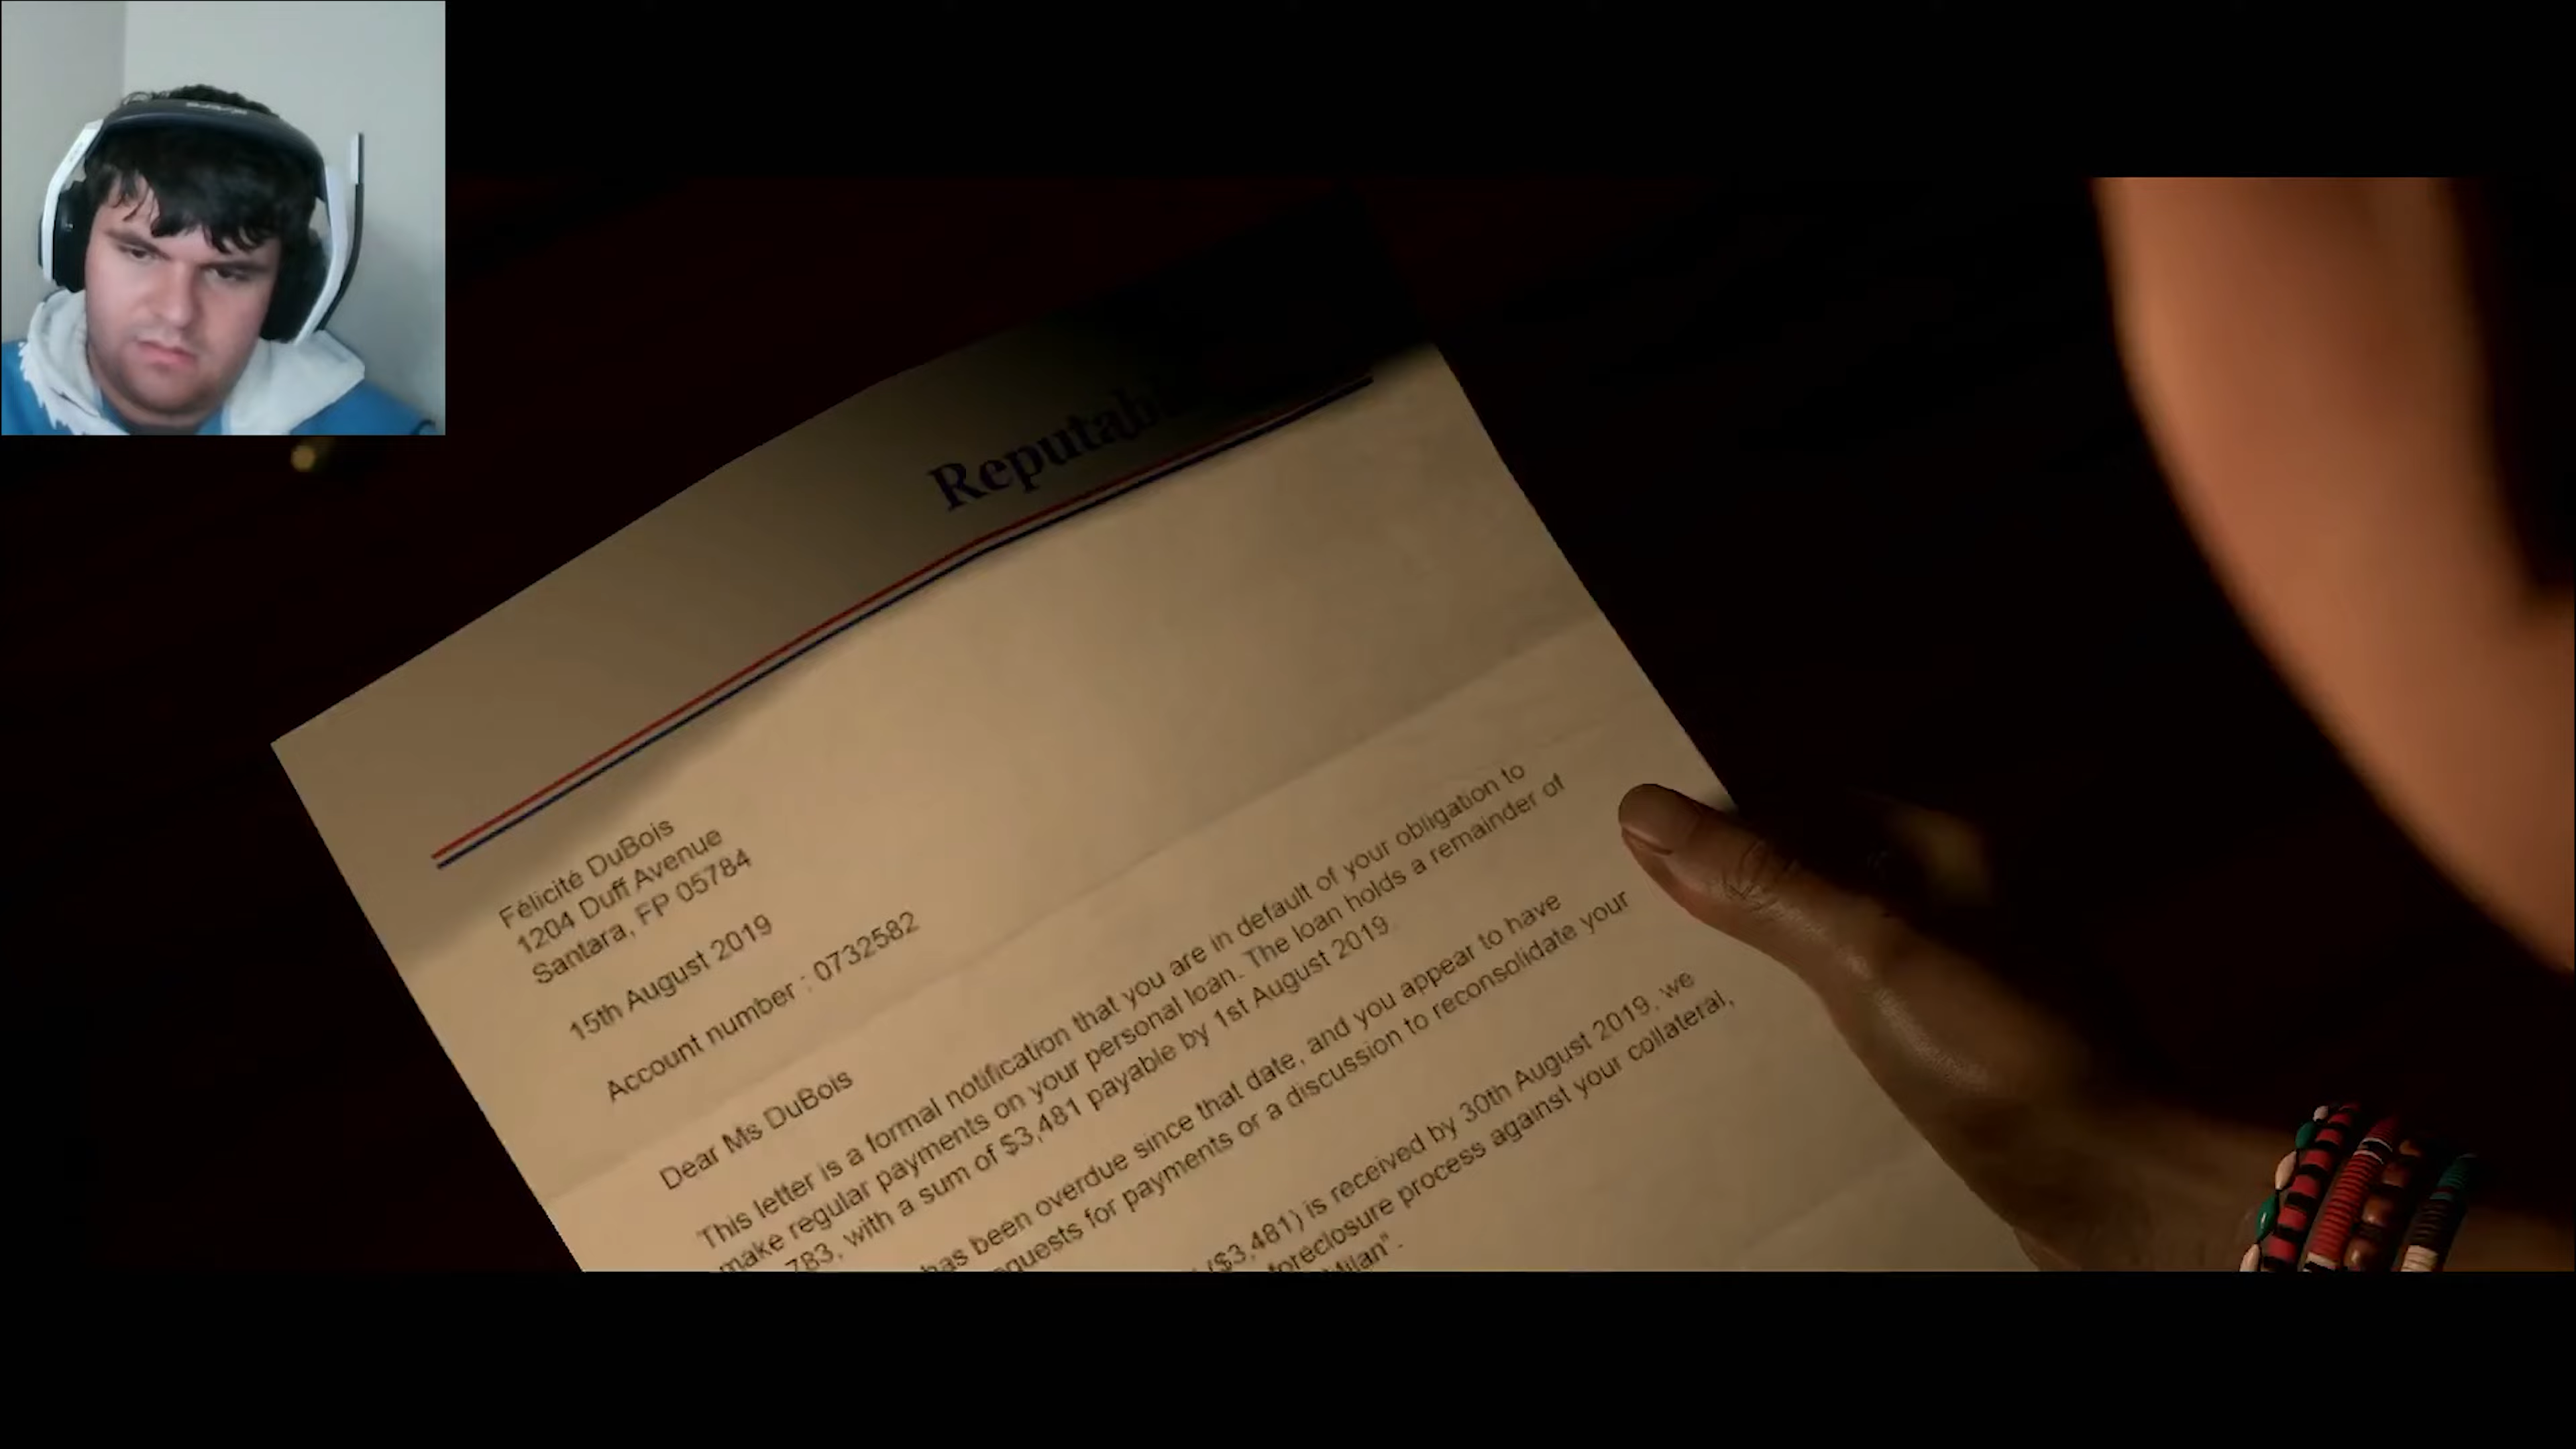 Reputab
Félicité DuBois
1204 Duff Avenue
Santara, FP 05784
15th August 2019
Account number : 0732582
Dear Ms DuBois
This letter is a formal notification that you are in default of your obligation to
make regular payments on your personal loan. The loan holds a remainder of
783, with a sum of $3,481 payable by 1st August 2019.
has been overdue since that date, and you appear to have
quests for payments or a discussion to reconsolidate your
($3,481) is received by 30th August 2019, we
foreclosure process against your collateral,
Milan".